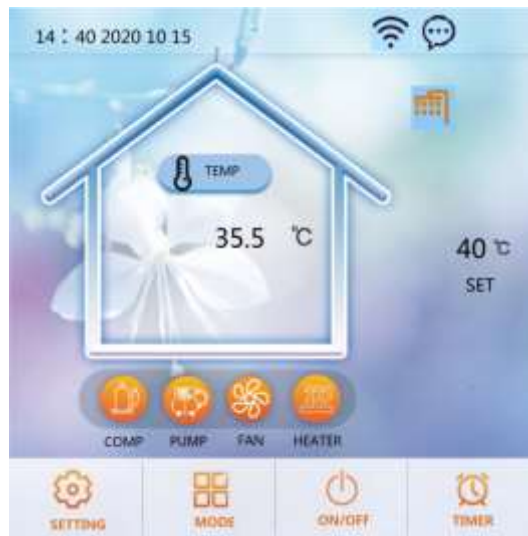 14：40 2020 10 15
TEMP
35.5 ℃
40 ℃
SET
COMP PUMP FAN HEATER
SETTING MODE ON/OFF TIMER